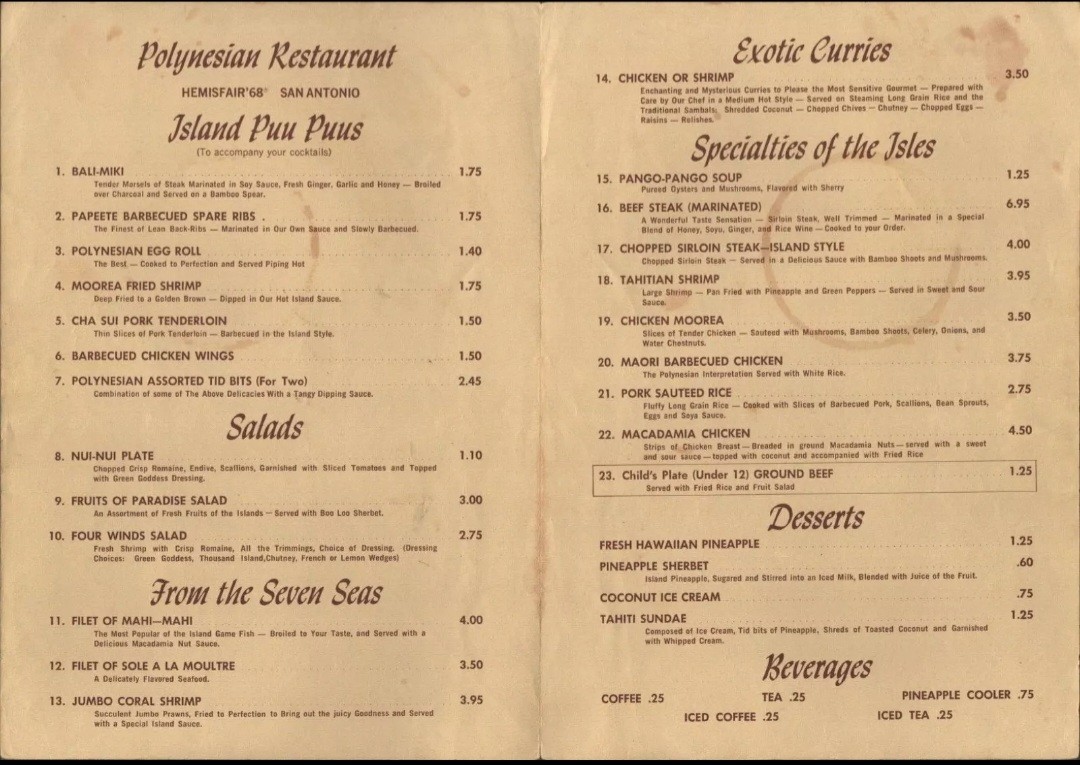 Polynesian Restaurant
HEMISFAIR'68® SAN ANTONIO
Island Puu Puus
(To accompany your cocktails)
1. BALI-MIKI 1.75
Tender Morsels of Steak Marinated in Soy Sauce, Fresh Ginger, Garlic and Honey — Broiled
over Charcoal and Served on a Bamboo Spear.
2. PAPEETE BARBECUED SPARE RIBS . 1.75
The Finest of Lean Back-Ribs — Marinated in Our Own Sauce and Slowly Barbecued.
3. POLYNESIAN EGG ROLL 1.40
The Best — Cooked to Perfection and Served Piping Hot
4. MOOREA FRIED SHRIMP 1.75
Deep Fried to a Golden Brown — Dipped in Our Hot Island Sauce.
5. CHA SUI PORK TENDERLOIN 1.50
Thin Slices of Pork Tenderloin — Barbecued in the Island Style.
6. BARBECUED CHICKEN WINGS 1.50
7. POLYNESIAN ASSORTED TID BITS (For Two) 2.45
Combination of some of The Above Delicacies With a Tangy Dipping Sauce.
Salads
8. NUI-NUI PLATE 1.10
Chopped Crisp Romaine, Endive, Scallions, Garnished with Sliced Tomatoes and Topped
with Green Goddess Dressing.
9. FRUITS OF PARADISE SALAD 3.00
An Assortment of Fresh Fruits of the Islands — Served with Boo Loo Sherbet.
10. FOUR WINDS SALAD 2.75
Fresh Shrimp with Crisp Romaine, All the Trimmings, Choice of Dressing. (Dressing
Choices: Green Goddess, Thousand Island,Chutney, French or Lemon Wedges)
From the Seven Seas
11. FILET OF MAHI—MAHI 4.00
The Most Popular of the Island Game Fish — Broiled to Your Taste, and Served with a
Delicious Macadamia Nut Sauce.
12. FILET OF SOLE A LA MOULTRE 3.50
A Delicately Flavored Seafood.
13. JUMBO CORAL SHRIMP 3.95
Succulent Jumbo Prawns, Fried to Perfection to Bring out the juicy Goodness and Served
with a Special Island Sauce.
Exotic Curries
14. CHICKEN OR SHRIMP 3.50
Enchanting and Mysterious Curries to Please the Most Sensitive Gourmet — Prepared with
Care by Our Chef in a Medium Hot Style — Served on Steaming Long Grain Rice and the
Traditional Sambals: Shredded Coconut — Chopped Chives — Chutney — Chopped Eggs —
Raisins — Relishes.
Specialties of the Isles
15. PANGO-PANGO SOUP 1.25
Pureed Oysters and Mushrooms, Flavored with Sherry
16. BEEF STEAK (MARINATED) 6.95
A Wonderful Taste Sensation — Sirloin Steak, Well Trimmed — Marinated in a Special
Blend of Honey, Soyu, Ginger, and Rice Wine — Cooked to your Order.
17. CHOPPED SIRLOIN STEAK—ISLAND STYLE 4.00
Chopped Sirloin Steak — Served in a Delicious Sauce with Bamboo Shoots and Mushrooms.
18. TAHITIAN SHRIMP 3.95
Large Shrimp — Pan Fried with Pineapple and Green Peppers — Served in Sweet and Sour
Sauce.
19. CHICKEN MOOREA 3.50
Slices of Tender Chicken — Sauteed with Mushrooms, Bamboo Shoots, Celery, Onions, and
Water Chestnuts.
20. MAORI BARBECUED CHICKEN 3.75
The Polynesian Interpretation Served with White Rice.
21. PORK SAUTEED RICE 2.75
Fluffy Long Grain Rice — Cooked with Slices of Barbecued Pork, Scallions, Bean Sprouts,
Eggs and Soya Sauce.
22. MACADAMIA CHICKEN 4.50
Strips of Chicken Breast—Breaded in ground Macadamia Nuts—served with a sweet
and sour sauce—topped with coconut and accompanied with Fried Rice
23. Child's Plate (Under 12) GROUND BEEF 1.25
Served with Fried Rice and Fruit Salad
Desserts
FRESH HAWAIIAN PINEAPPLE 1.25
PINEAPPLE SHERBET .60
Island Pineapple, Sugared and Stirred into an Iced Milk, Blended with Juice of the Fruit.
COCONUT ICE CREAM .75
TAHITI SUNDAE 1.25
Composed of Ice Cream, Tid bits of Pineapple, Shreds of Toasted Coconut and Garnished
with Whipped Cream.
Beverages
COFFEE .25 TEA .25 PINEAPPLE COOLER .75
ICED COFFEE .25 ICED TEA .25